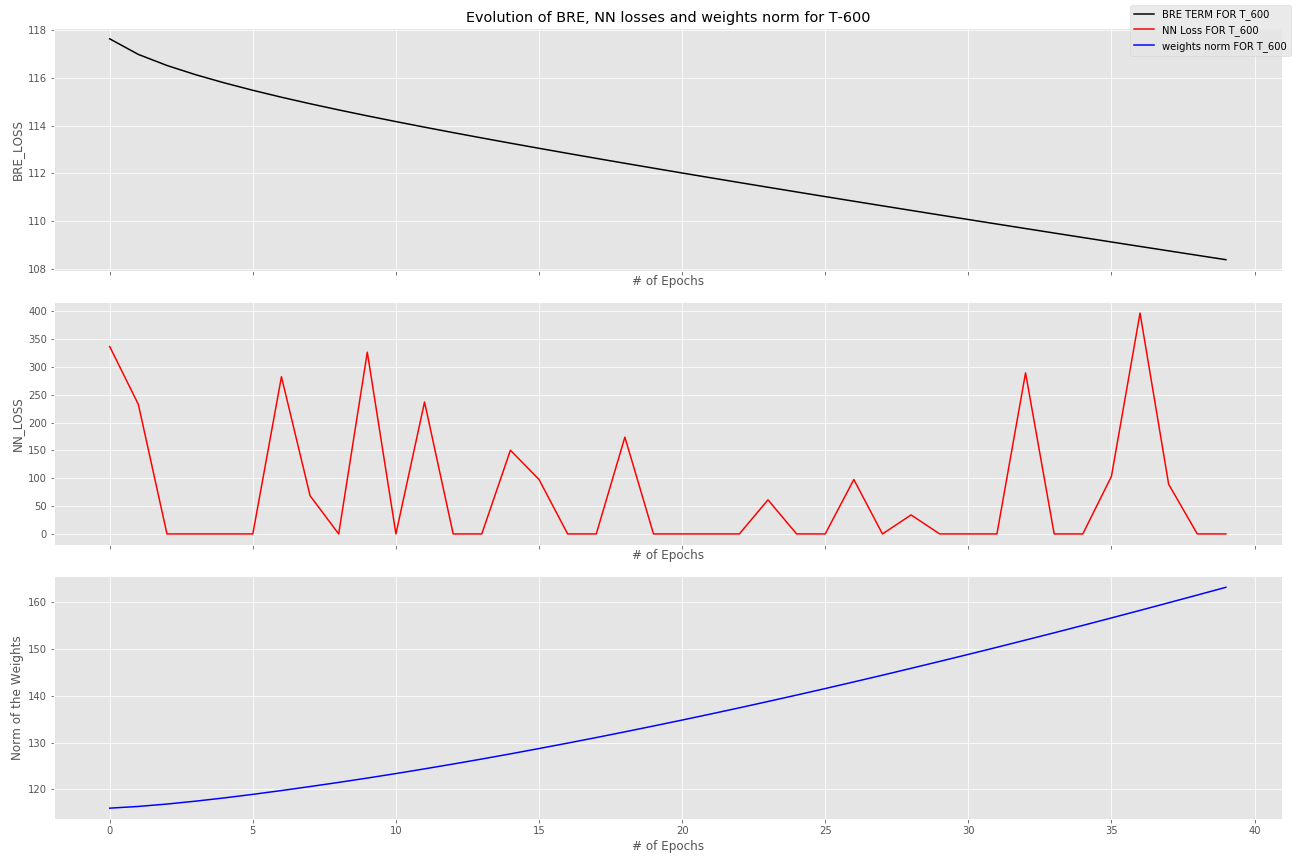 Evolution of BRE, NN losses and weights norm for T-600
BRE TERM FOR T_600
NN Loss FOR T_600
weights norm FOR T_600
118
116
114
112
110
108
BRE_LOSS
# of Epochs
400
350
300
250
200
150
100
50
0
NN_LOSS
# of Epochs
160
150
140
130
120
Norm of the Weights
0 5 10 15 20 25 30 35 40
# of Epochs